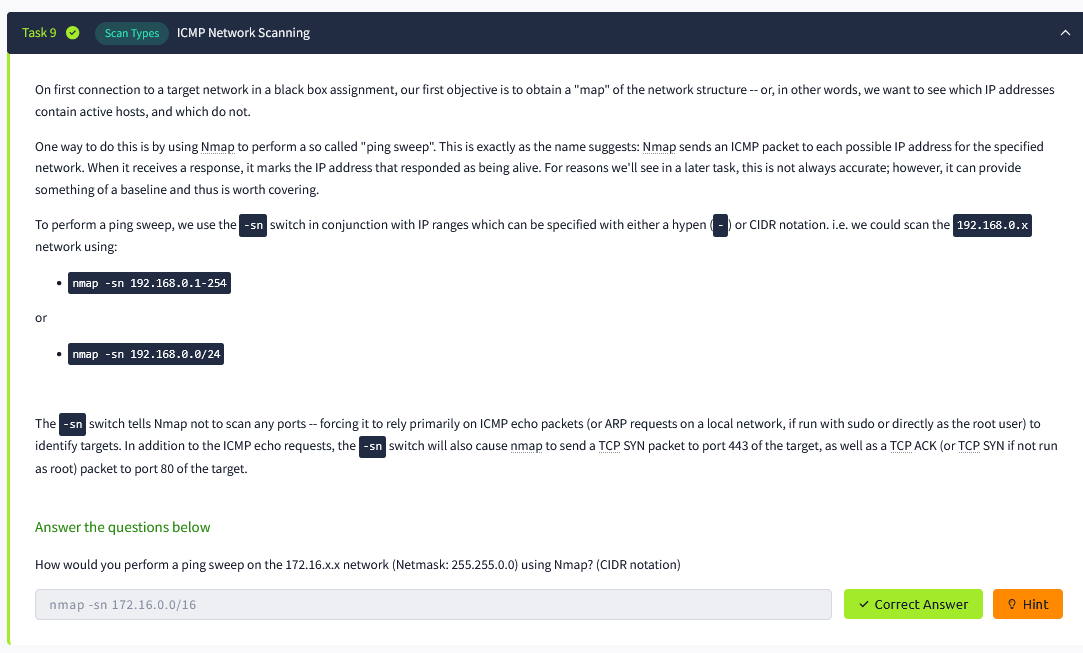 Task 9 Scan Types ICMP Network Scanning
On first connection to a target network in a black box assignment, our first objective is to obtain a "map" of the network structure -- or, in other words, we want to see which IP addresses
contain active hosts, and which do not.
One way to do this is by using Nmap to perform a so called "ping sweep". This is exactly as the name suggests: Nmap sends an ICMP packet to each possible IP address for the specified
network. When it receives a response, it marks the IP address that responded as being alive. For reasons we'll see in a later task, this is not always accurate; however, it can provide
something of a baseline and thus is worth covering.
To perform a ping sweep, we use the -sn switch in conjunction with IP ranges which can be specified with either a hypen (-) or CIDR notation. i.e. we could scan the 192.168.0.x
network using:
• nmap -sn 192.168.0.1-254
or
• nmap -sn 192.168.0.0/24
The -sn switch tells Nmap not to scan any ports -- forcing it to rely primarily on ICMP echo packets (or ARP requests on a local network, if run with sudo or directly as the root user) to
identify targets. In addition to the ICMP echo requests, the -sn switch will also cause nmap to send a TCP SYN packet to port 443 of the target, as well as a TCP ACK (or TCP SYN if not run
as root) packet to port 80 of the target.
Answer the questions below
How would you perform a ping sweep on the 172.16.x.x network (Netmask: 255.255.0.0) using Nmap? (CIDR notation)
nmap -sn 172.16.0.0/16 Correct Answer Hint